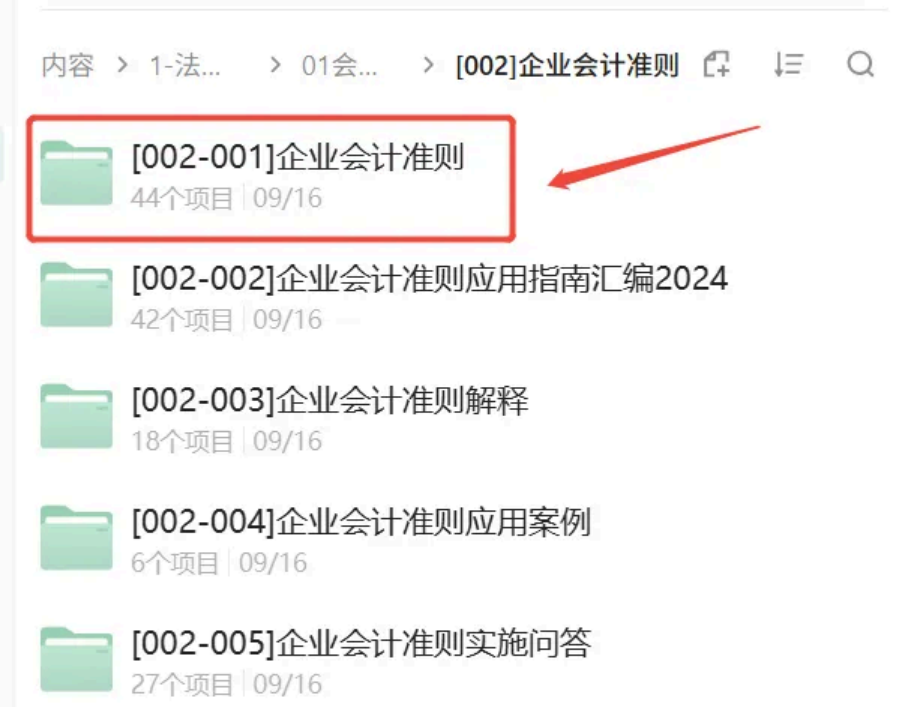 内容 > 1-法... > 01会... > [002]企业会计准则
[002-001]企业会计准则
44个项目 | 09/16
[002-002]企业会计准则应用指南汇编2024
42个项目 | 09/16
[002-003]企业会计准则解释
18个项目 | 09/16
[002-004]企业会计准则应用案例
6个项目 | 09/16
[002-005]企业会计准则实施问答
27个项目 | 09/16